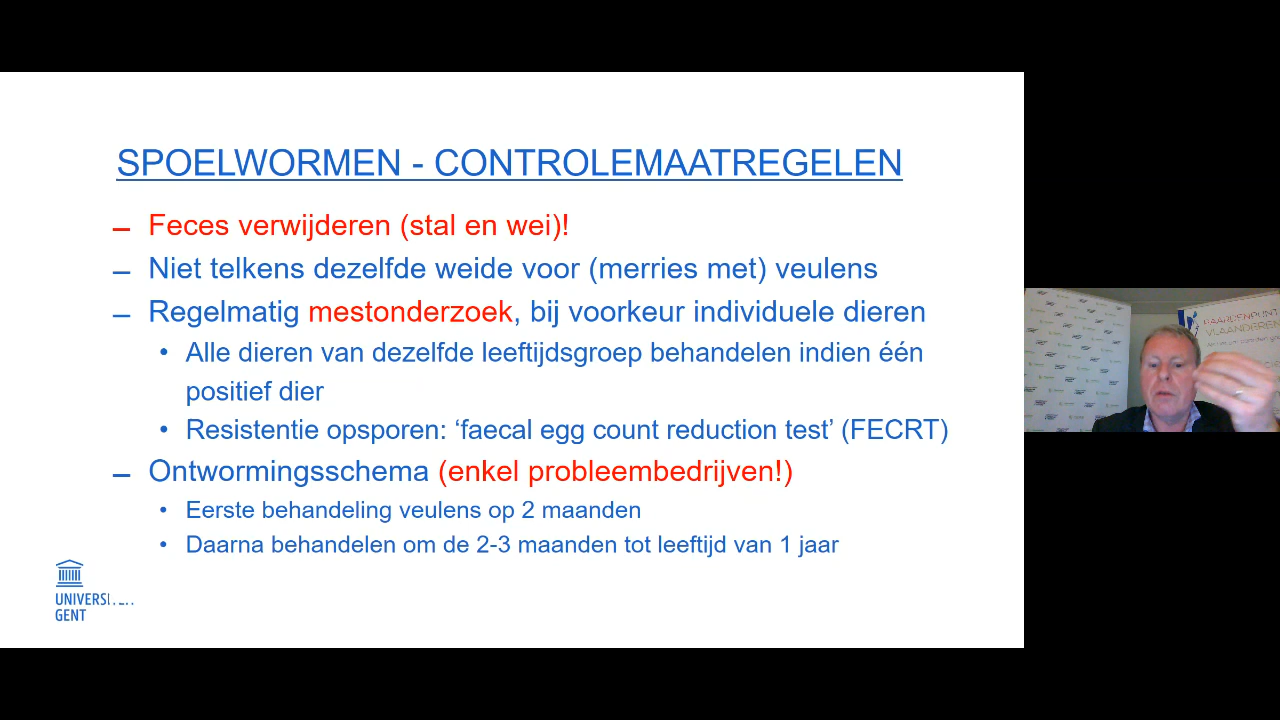 SPOELWORMEN - CONTROLEMAATREGELEN
– Feces verwijderen (stal en wei)!
– Niet telkens dezelfde weide voor (merries met) veulens
– Regelmatig mestonderzoek, bij voorkeur individuele dieren
• Alle dieren van dezelfde leeftijdsgroep behandelen indien één
positief dier
• Resistentie opsporen: ‘faecal egg count reduction test’ (FECRT)
– Ontwormingsschema (enkel probleembedrijven!)
• Eerste behandeling veulens op 2 maanden
• Daarna behandelen om de 2-3 maanden tot leeftijd van 1 jaar
GENT
VLAANDEREN